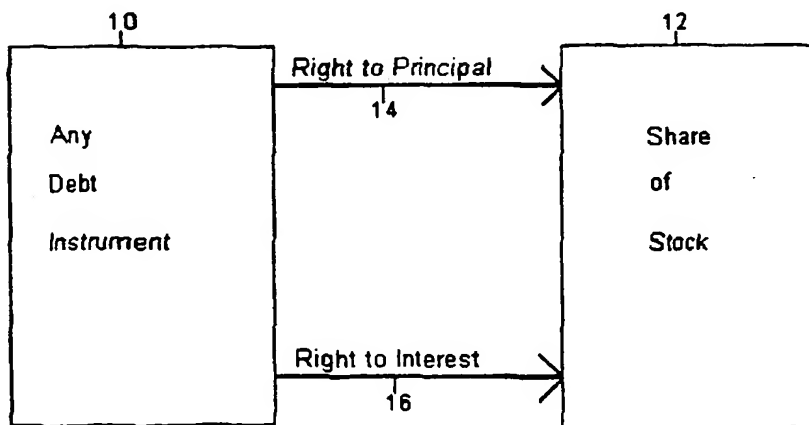 10
12
Right to Principal
14
Any
Debt
Instrument
Share
of
Stock
Right to Interest
16